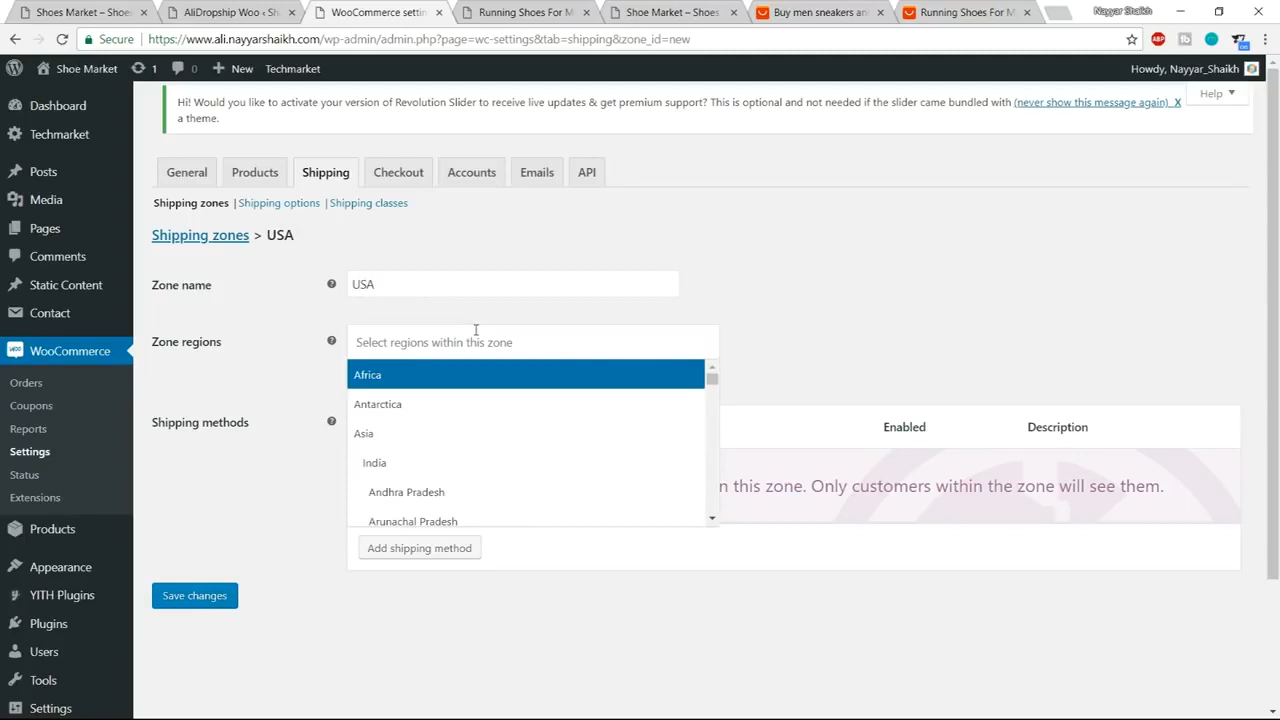 Shoes Market – Shoe
AliDropship Woo ‹ Sh
WooCommerce settin
Running Shoes For M
Shoe Market – Shoes
Buy men sneakers an
Running Shoes For M
Nayyar Shaikh
Secure
https://www.ali.nayyarshaikh.com/wp-admin/admin.php?page=wc-settings&tab=shipping&zone_id=new
ABP
Shoe Market
1
0
New
Techmarket
Howdy, Nayyar_Shaikh
Dashboard
Techmarket
Posts
Media
Pages
Comments
Static Content
Contact
WooCommerce
Orders
Coupons
Reports
Settings
Status
Extensions
Products
Appearance
YITH Plugins
Plugins
Users
Tools
Settings
Hi! Would you like to activate your version of Revolution Slider to receive live updates & get premium support? This is optional and not needed if the slider came bundled with (never show this message again) X
a theme.
Help
General
Products
Shipping
Checkout
Accounts
Emails
API
Shipping zones | Shipping options | Shipping classes
Shipping zones > USA
Zone name
USA
Zone regions
Select regions within this zone
Africa
Antarctica
Asia
India
Andhra Pradesh
Arunachal Pradesh
Shipping methods
Enabled
Description
n this zone. Only customers within the zone will see them.
Add shipping method
Save changes